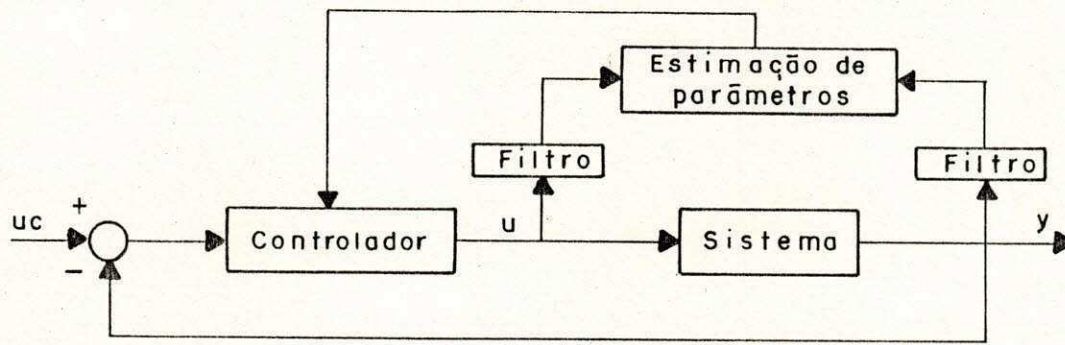 Estimação de
parâmetros
Filtro
Filtro
uc
+
−
Controlador
u
Sistema
y